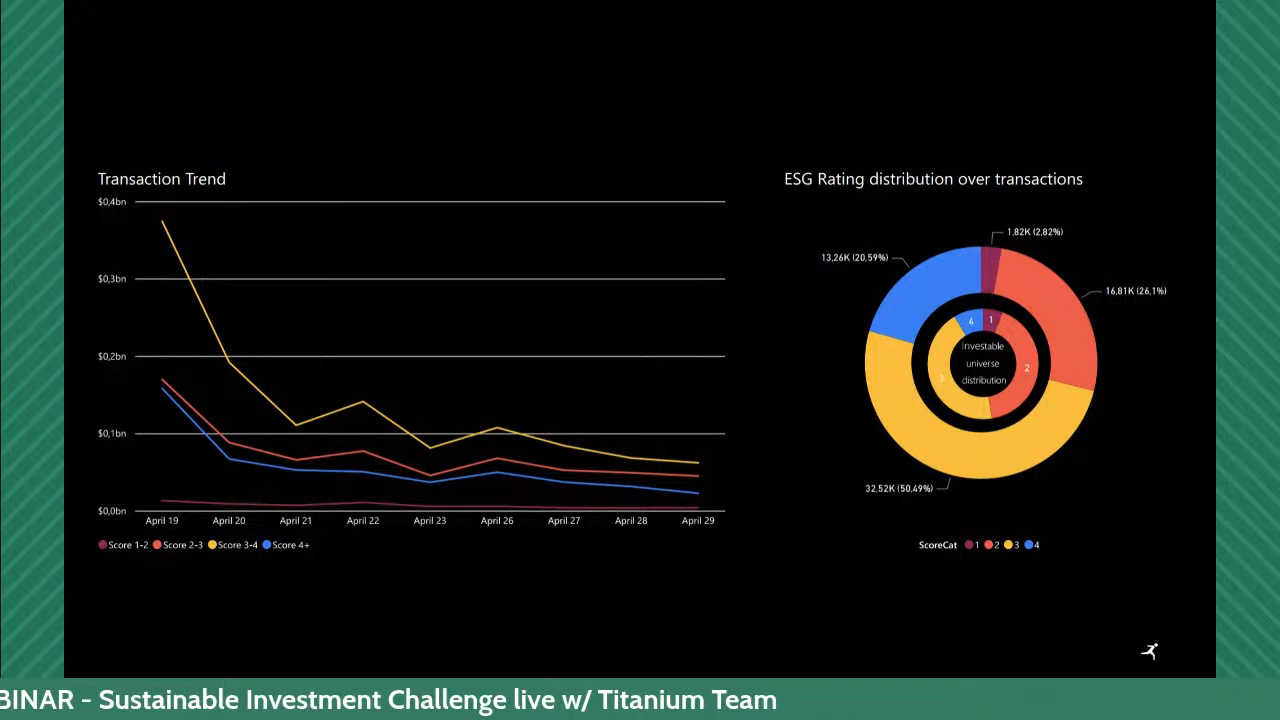 Transaction Trend
$0,4bn
$0,3bn
$0,2bn
$0,1bn
$0,0bn
April 19 April 20 April 21 April 22 April 23 April 26 April 27 April 28 April 29
Score 1-2 Score 2-3 Score 3-4 Score 4+
ESG Rating distribution over transactions
1,82K (2,82%)
13,26K (20,59%)
16,81K (26,1%)
4 1
Investable
universe
2
3
distribution
32,52K (50,49%)
ScoreCat 1 2 3 4
BINAR - Sustainable Investment Challenge live w/ Titanium Team